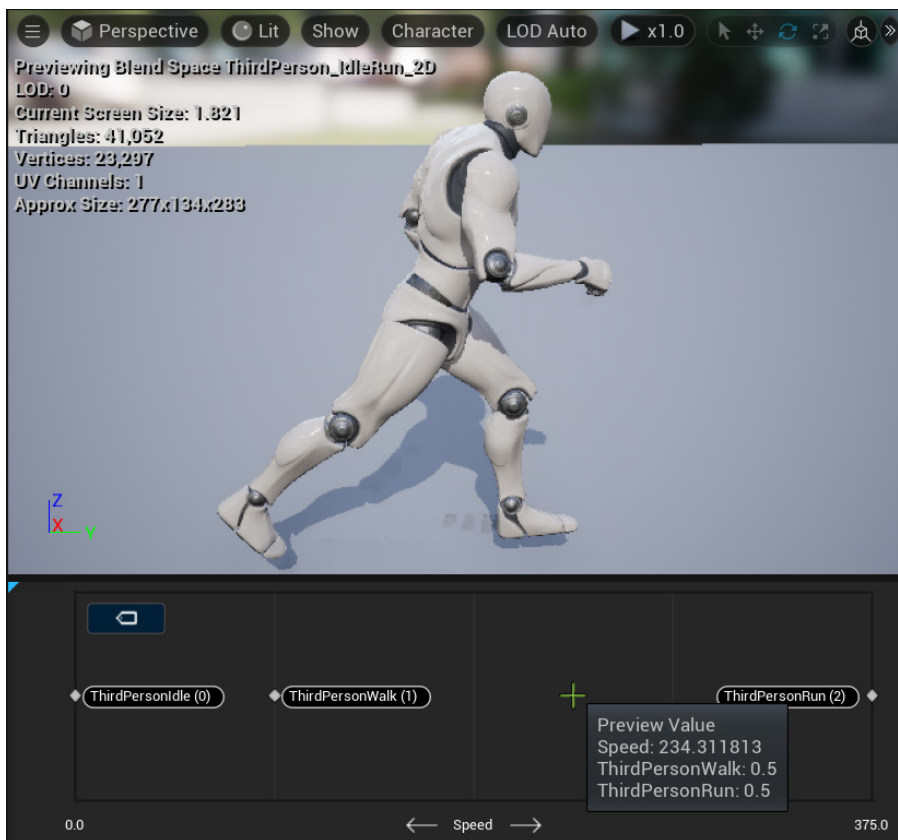 Perspective Lit Show Character LOD Auto x1.0
Previewing Blend Space ThirdPerson_IdleRun_2D
LOD: 0
Current Screen Size: 1.821
Triangles: 41,052
Vertices: 23,297
UV Channels: 1
Approx Size: 277x134x283
Z
X Y
ThirdPersonIdle (0) ThirdPersonWalk (1) ThirdPersonRun (2)
Preview Value
Speed: 234.311813
ThirdPersonWalk: 0.5
ThirdPersonRun: 0.5
0.0 Speed 375.0